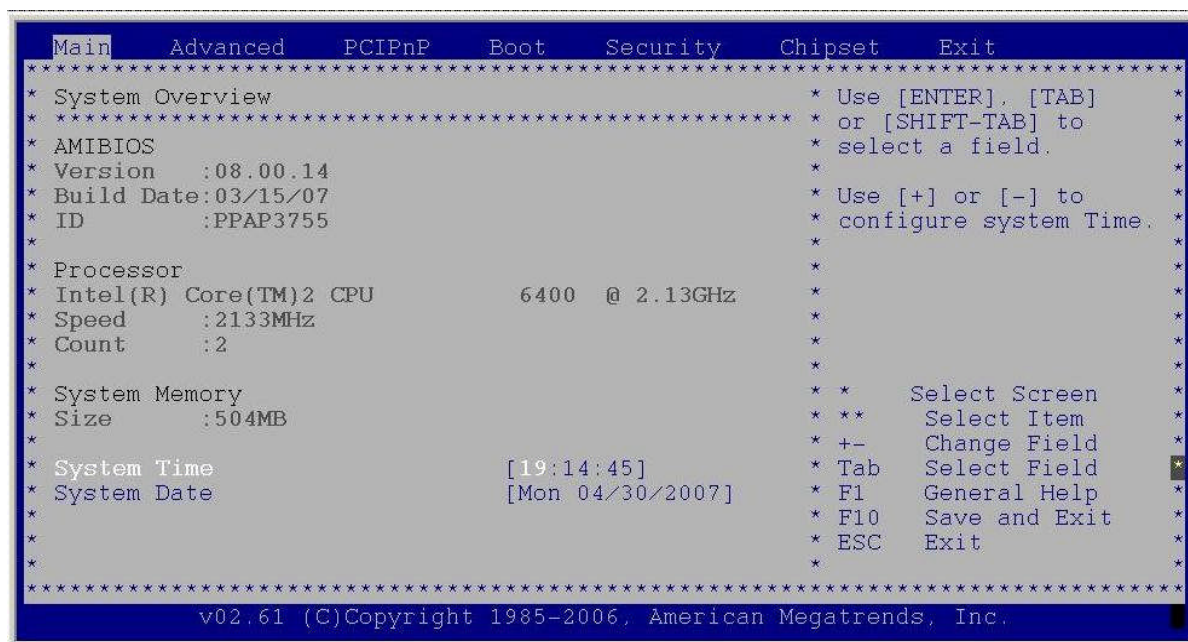 Main Advanced PCIPnP Boot Security Chipset Exit
********************************************************************************
* System Overview * Use [ENTER], [TAB] *
* *************************************************** * or [SHIFT-TAB] to *
* AMIBIOS * select a field. *
* Version :08.00.14 * *
* Build Date:03/15/07 * Use [+] or [-] to *
* ID :PPAP3755 * configure system Time. *
* * *
* Processor * *
* Intel(R) Core(TM)2 CPU 6400 @ 2.13GHz * *
* Speed :2133MHz * *
* Count :2 * *
* * *
* System Memory * * Select Screen *
* Size :504MB * ** Select Item *
* * +- Change Field *
* System Time [19:14:45] * Tab Select Field *
* System Date [Mon 04/30/2007] * F1 General Help *
* * F10 Save and Exit *
* * ESC Exit *
* * *
********************************************************************************
v02.61 (C)Copyright 1985-2006, American Megatrends, Inc.